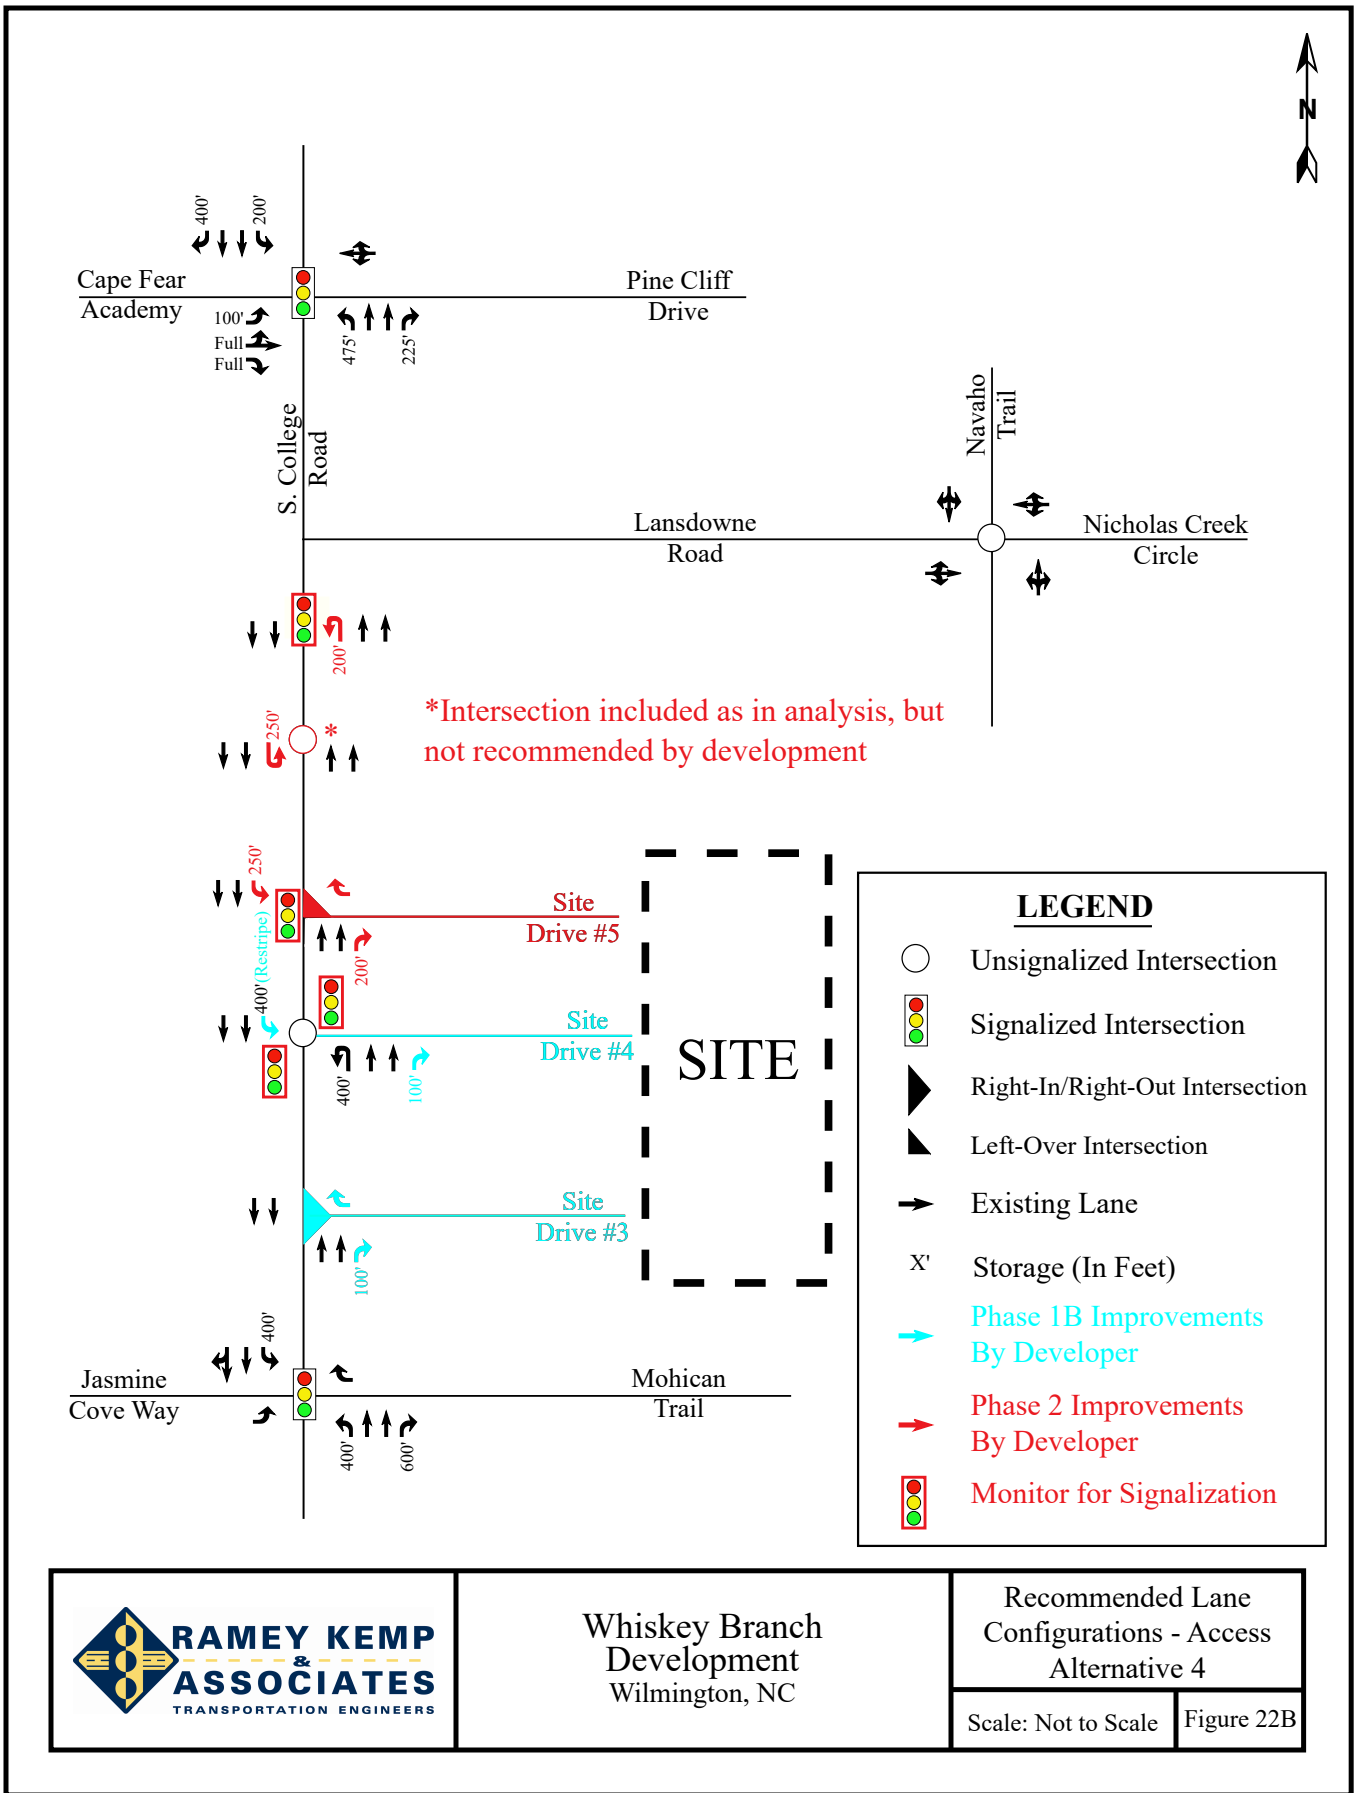 N
400'
200'
Cape Fear
Academy
Pine Cliff
Drive
100'
Full
Full
475'
225'
S. College
Road
Navaho
Trail
Lansdowne
Road
Nicholas Creek
Circle
200'
250'
*
*Intersection included as in analysis, but
not recommended by development
250'
Site
Drive #5
200'
400'(Restripe)
Site
Drive #4
400'
100'
SITE
Site
Drive #3
100'
400'
Jasmine
Cove Way
Mohican
Trail
400'
600'
LEGEND
Unsignalized Intersection
Signalized Intersection
Right-In/Right-Out Intersection
Left-Over Intersection
Existing Lane
X' Storage (In Feet)
Phase 1B Improvements
By Developer
Phase 2 Improvements
By Developer
Monitor for Signalization
RAMEY KEMP
&
ASSOCIATES
TRANSPORTATION ENGINEERS
Whiskey Branch
Development
Wilmington, NC
Recommended Lane
Configurations - Access
Alternative 4
Scale: Not to Scale
Figure 22B